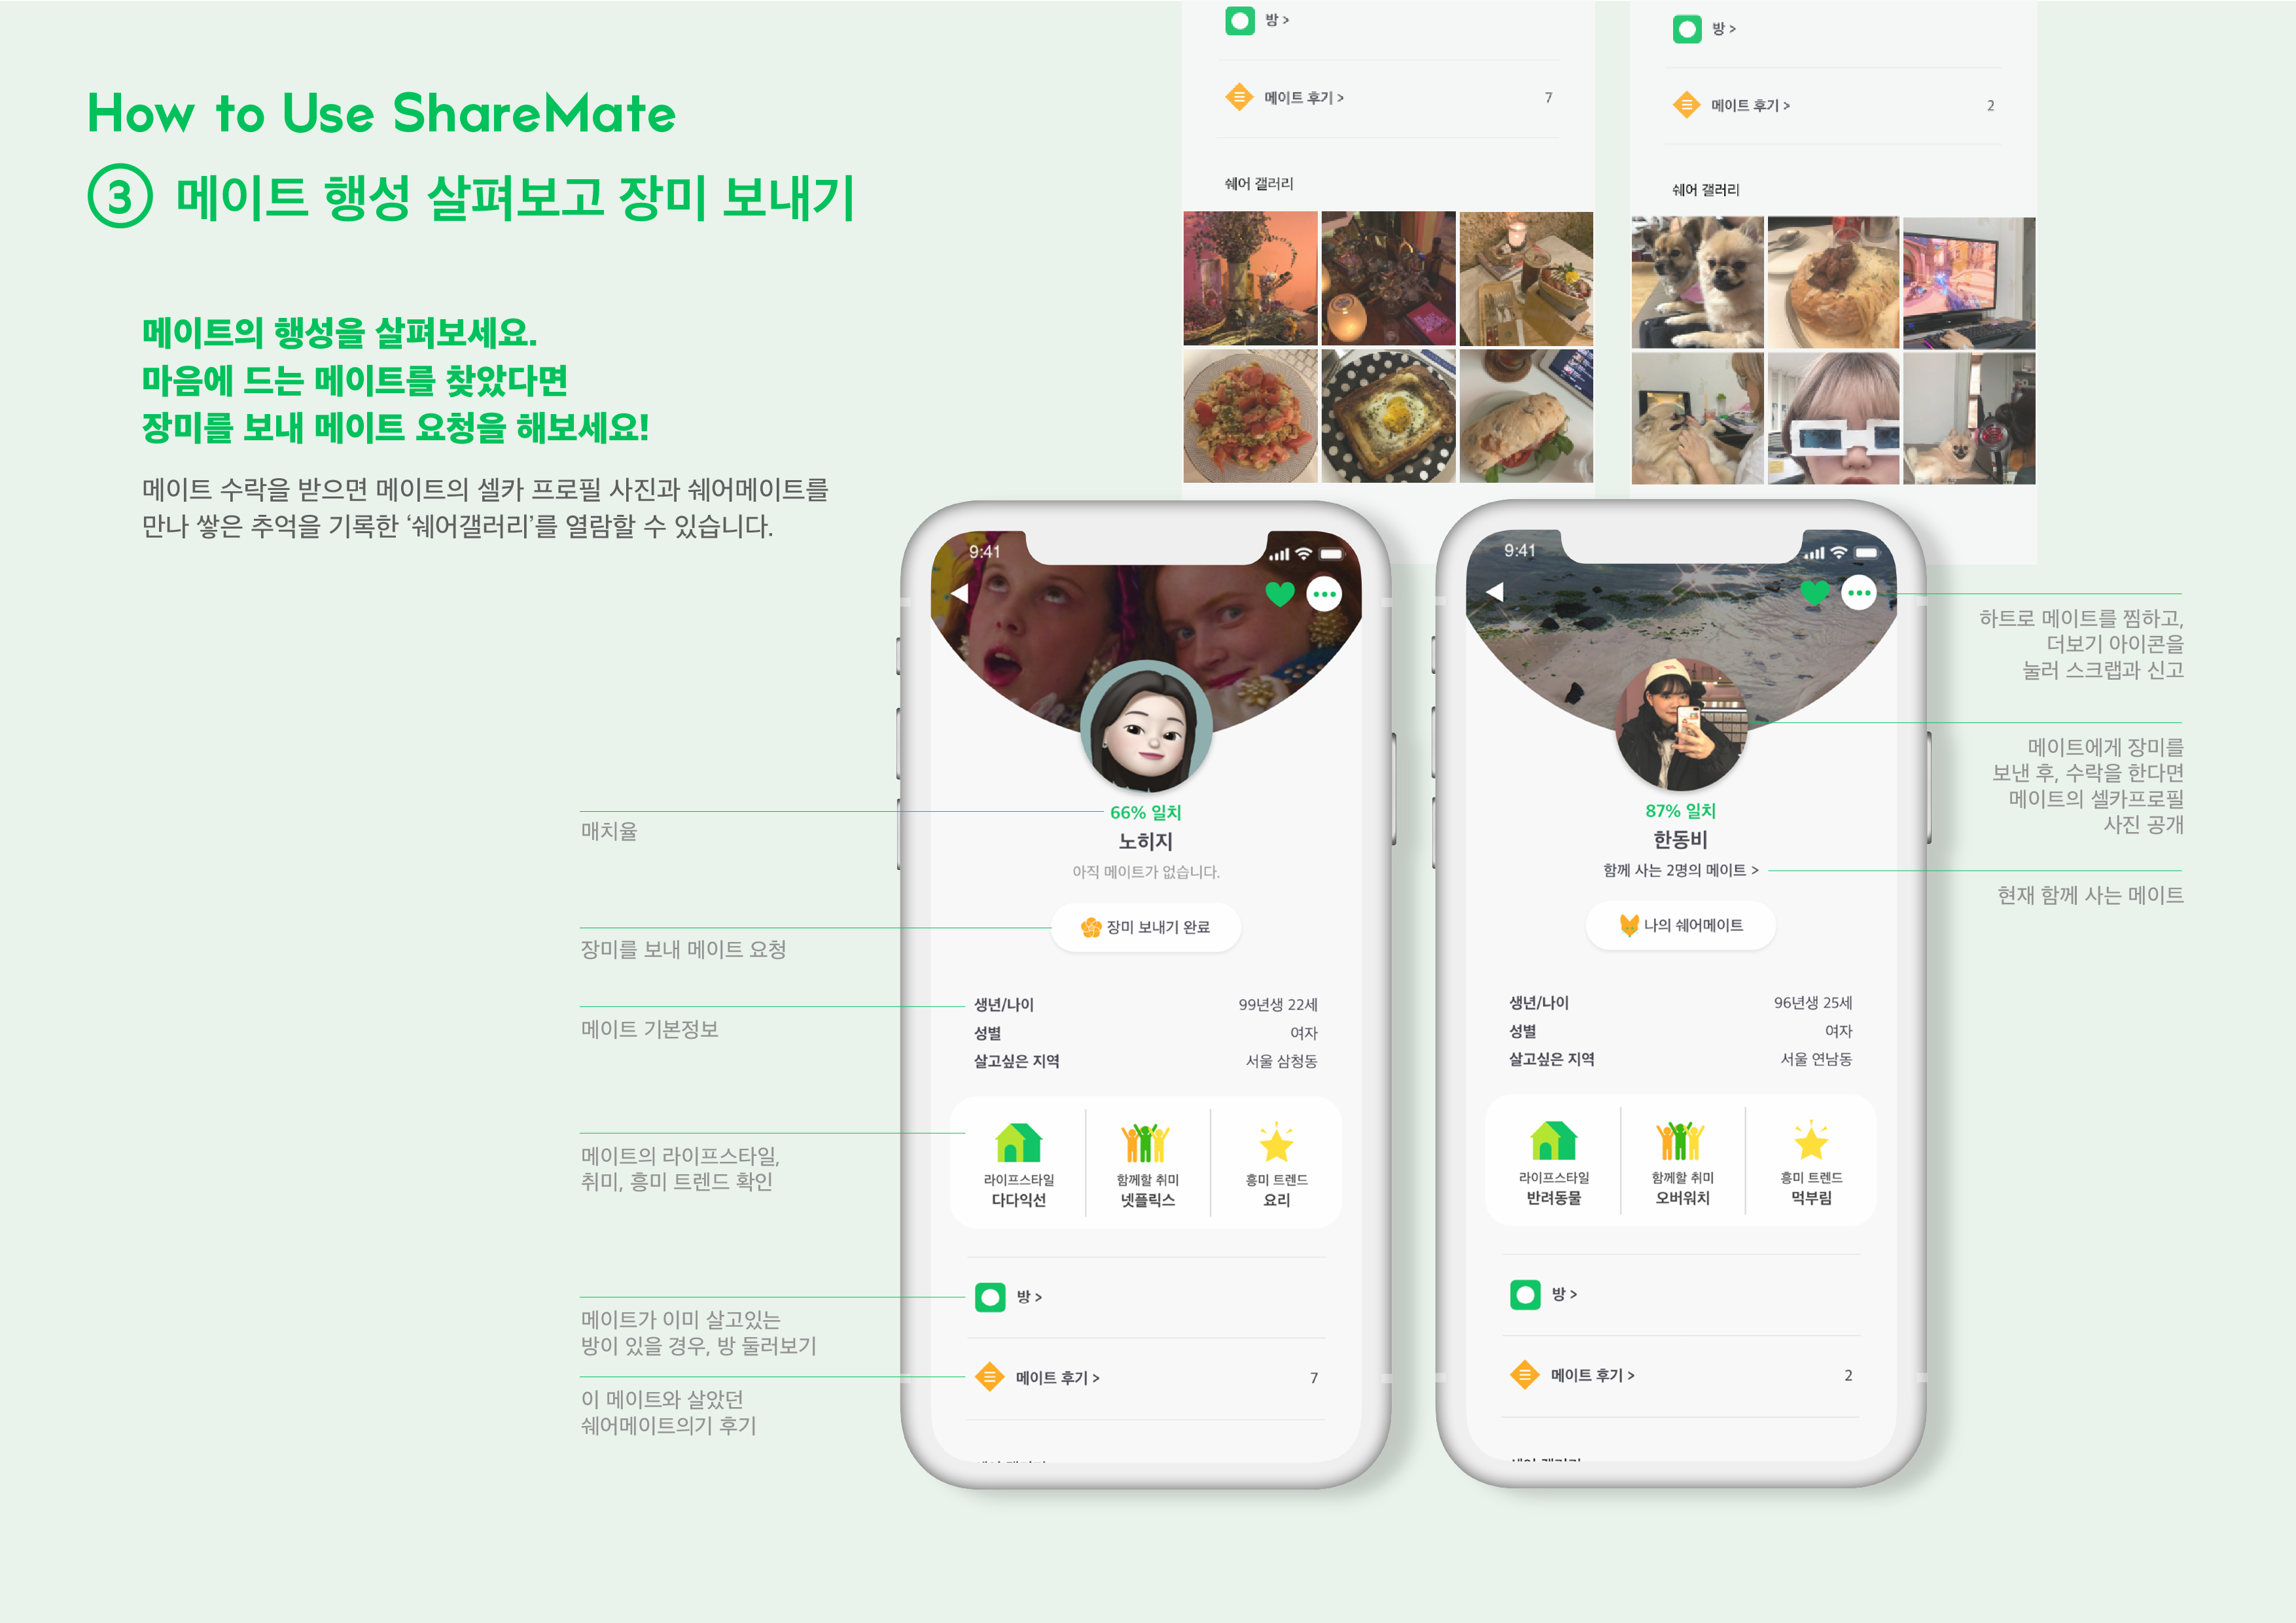 How to Use ShareMate
③ 메이트 행성 살펴보고 장미 보내기
메이트의 행성을 살펴보세요.
마음에 드는 메이트를 찾았다면
장미를 보내 메이트 요청을 해보세요!
메이트 수락을 받으면 메이트의 셀카 프로필 사진과 쉐어메이트를
만나 쌓은 추억을 기록한 ‘쉐어갤러리’를 열람할 수 있습니다.
방 >
메이트 후기 > 7
쉐어 갤러리
방 >
메이트 후기 > 2
쉐어 갤러리
매치율
장미를 보내 메이트 요청
메이트 기본정보
메이트의 라이프스타일,
취미, 흥미 트렌드 확인
메이트가 이미 살고있는
방이 있을 경우, 방 둘러보기
이 메이트와 살았던
쉐어메이트의기 후기
9:41
66% 일치
노히지
아직 메이트가 없습니다.
장미 보내기 완료
생년/나이 99년생 22세
성별 여자
살고싶은 지역 서울 삼청동
라이프스타일 함께할 취미 흥미 트렌드
다다익선 넷플릭스 요리
방 >
메이트 후기 > 7
9:41
87% 일치
한동비
함께 사는 2명의 메이트 >
나의 쉐어메이트
생년/나이 96년생 25세
성별 여자
살고싶은 지역 서울 연남동
라이프스타일 함께할 취미 흥미 트렌드
반려동물 오버워치 먹부림
방 >
메이트 후기 > 2
하트로 메이트를 찜하고,
더보기 아이콘을
눌러 스크랩과 신고
메이트에게 장미를
보낸 후, 수락을 한다면
메이트의 셀카프로필
사진 공개
현재 함께 사는 메이트